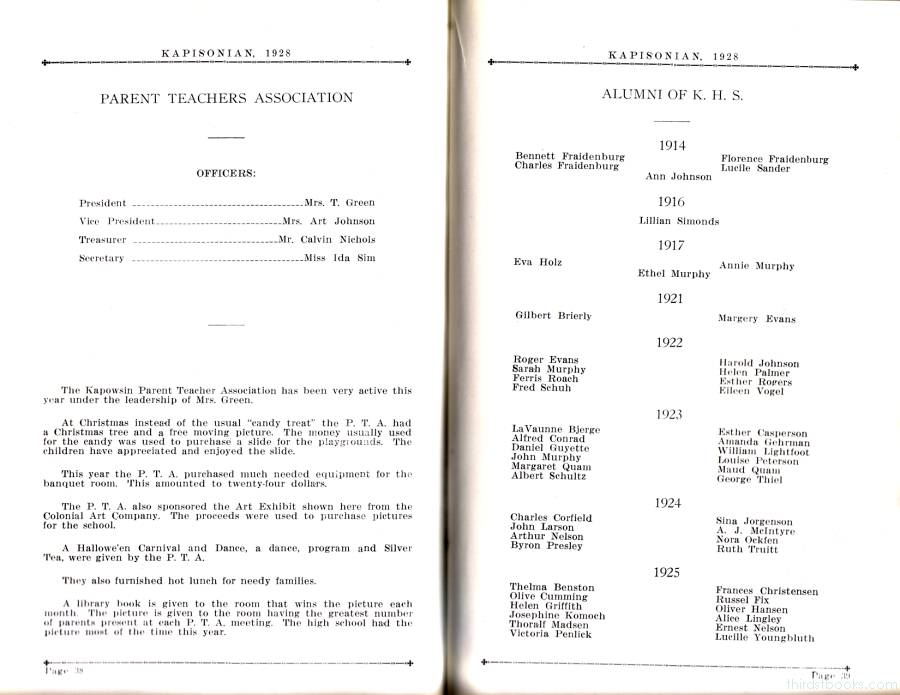 KAPISONIAN, 1928
PARENT TEACHERS ASSOCIATION
OFFICERS:
President ---------- Mrs. T. Green
Vice President ---------- Mrs. Art Johnson
Treasurer ---------- Mr. Calvin Nichols
Secretary ---------- Miss Ida Sim
The Kapowsin Parent Teacher Association has been very active this
year under the leadership of Mrs. Green.
At Christmas instead of the usual "candy treat" the P. T. A. had
a Christmas tree and a free moving picture. The money usually used
for the candy was used to purchase a slide for the playgrounds. The
children have appreciated and enjoyed the slide.
This year the P. T. A. purchased much needed equipment for the
banquet room. This amounted to twenty-four dollars.
The P. T. A. also sponsored the Art Exhibit shown here from the
Colonial Art Company. The proceeds were used to purchase pictures
for the school.
A Hallowe'en Carnival and Dance, a dance, program and Silver
Tea, were given by the P. T. A.
They also furnished hot lunch for needy families.
A library book is given to the room that wins the picture each
month. The picture is given to the room having the greatest number
of parents present at each P. T. A. meeting. The high school had the
picture most of the time this year.
Page 38
KAPISONIAN, 1928
ALUMNI OF K. H. S.
1914
Bennett Fraidenburg
Charles Fraidenburg
Florence Fraidenburg
Lucile Sander
Ann Johnson
1916
Lillian Simonds
1917
Eva Holz
Annie Murphy
Ethel Murphy
1921
Gilbert Brierly
Margery Evans
1922
Roger Evans
Sarah Murphy
Ferris Roach
Fred Schuh
Harold Johnson
Helen Palmer
Esther Rogers
Eileen Vogel
1923
LaVaunne Bjerge
Alfred Conrad
Daniel Guyette
John Murphy
Margaret Quam
Albert Schultz
Esther Casperson
Amanda Gehrman
William Lightfoot
Louise Peterson
Maud Quam
George Thiel
1924
Charles Corfield
John Larson
Arthur Nelson
Byron Presley
Sina Jorgenson
A. J. McIntyre
Nora Ockfen
Ruth Truitt
1925
Thelma Benston
Olive Cumming
Helen Griffith
Josephine Komoch
Thoralf Madsen
Victoria Penlick
Frances Christensen
Russel Fix
Oliver Hansen
Alice Lingley
Ernest Nelson
Lucille Youngbluth
Page 39
thirdstbooks.com